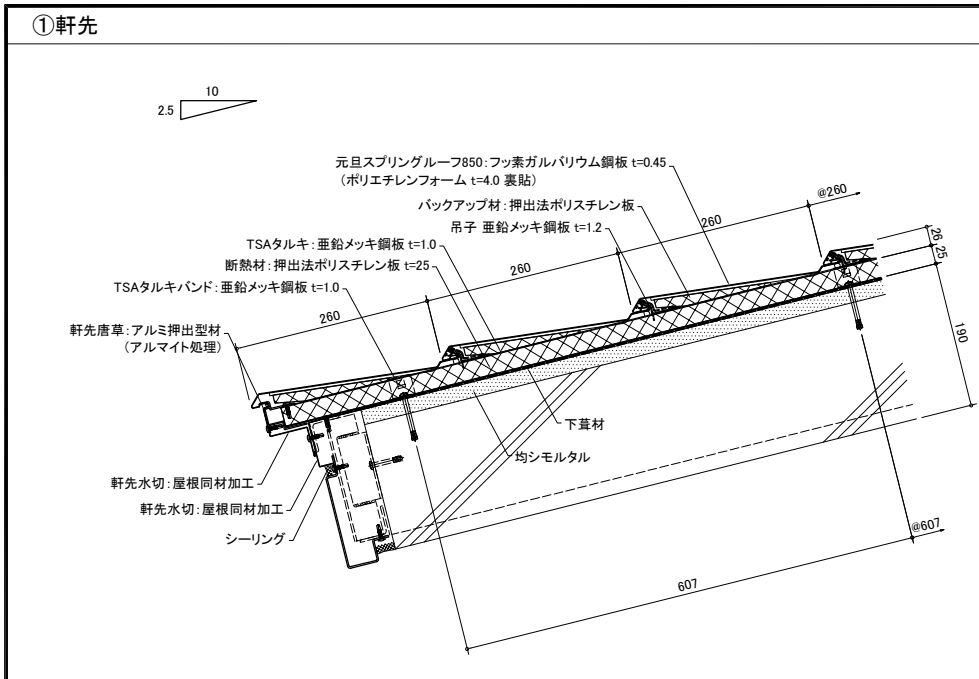 ①軒先
10
2.5
元旦スプリングルーフ850：フッ素ガルバリウム鋼板 t=0.45
（ポリエチレンフォーム t=4.0 裏貼）
バックアップ材：押出法ポリスチレン板
吊子 亜鉛メッキ鋼板 t=1.2
TSAタルキ：亜鉛メッキ鋼板 t=1.0
断熱材：押出法ポリスチレン板 t=25
TSAタルキバンド：亜鉛メッキ鋼板 t=1.0
軒先唐草：アルミ押出型材
（アルマイト処理）
260
260
260
@260
26
25
190
下葺材
均シモルタル
軒先水切：屋根同材加工
軒先水切：屋根同材加工
シーリング
@607
607